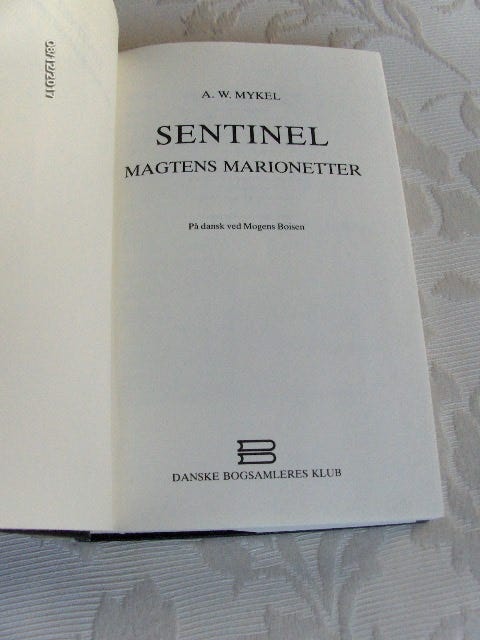 A. W. MYKEL
SENTINEL
MAGTENS MARIONETTER
På dansk ved Mogens Boisen
DANSKE BOGSAMLERES KLUB
08/12/2017